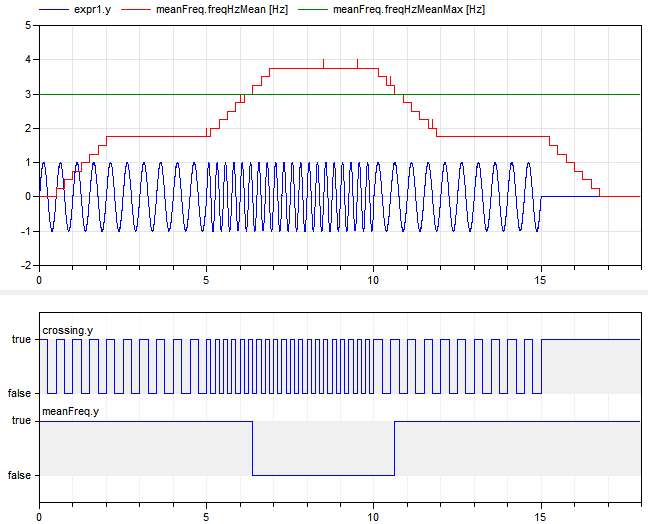 expr1.y meanFreq.freqHzMean [Hz] meanFreq.freqHzMeanMax [Hz]
5
4
3
2
1
0
-1
-2
0 5 10 15
crossing.y
true
false
meanFreq.y
true
false
0 5 10 15